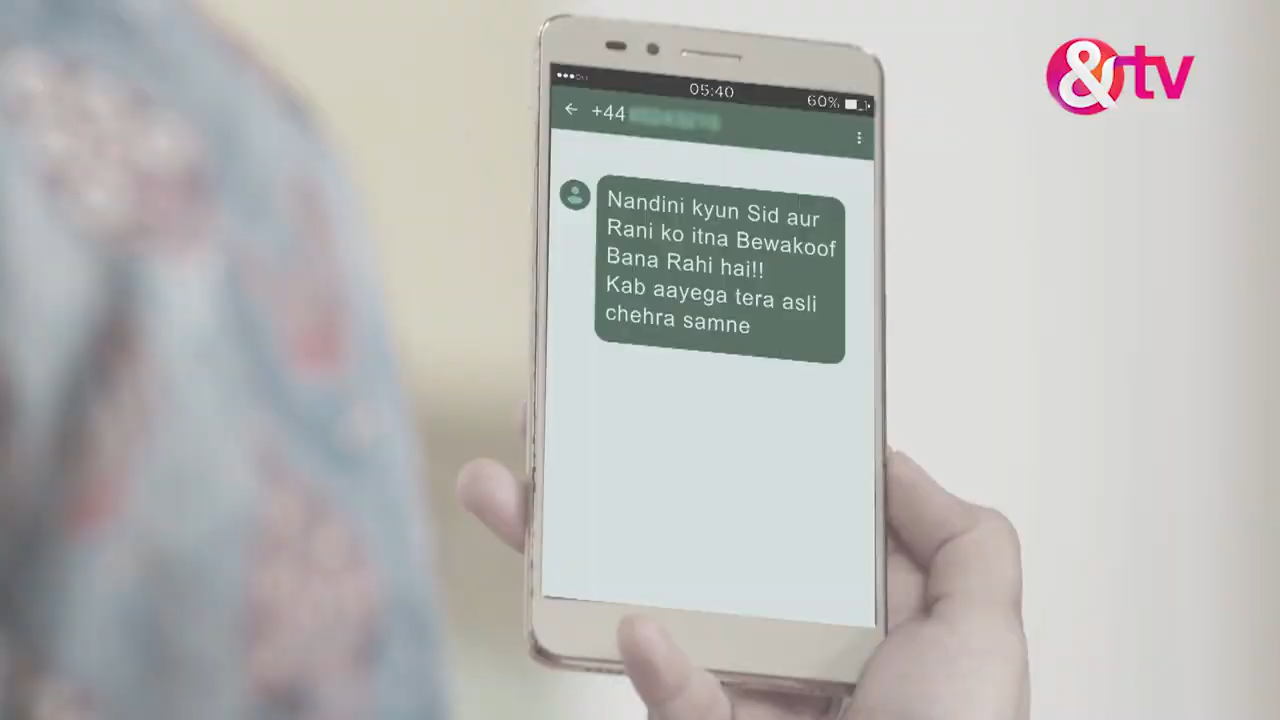 &tv
05:40
60%
+44
Nandini kyun Sid aur
Rani ko itna Bewakoof
Bana Rahi hai!!
Kab aayega tera asli
chehra samne